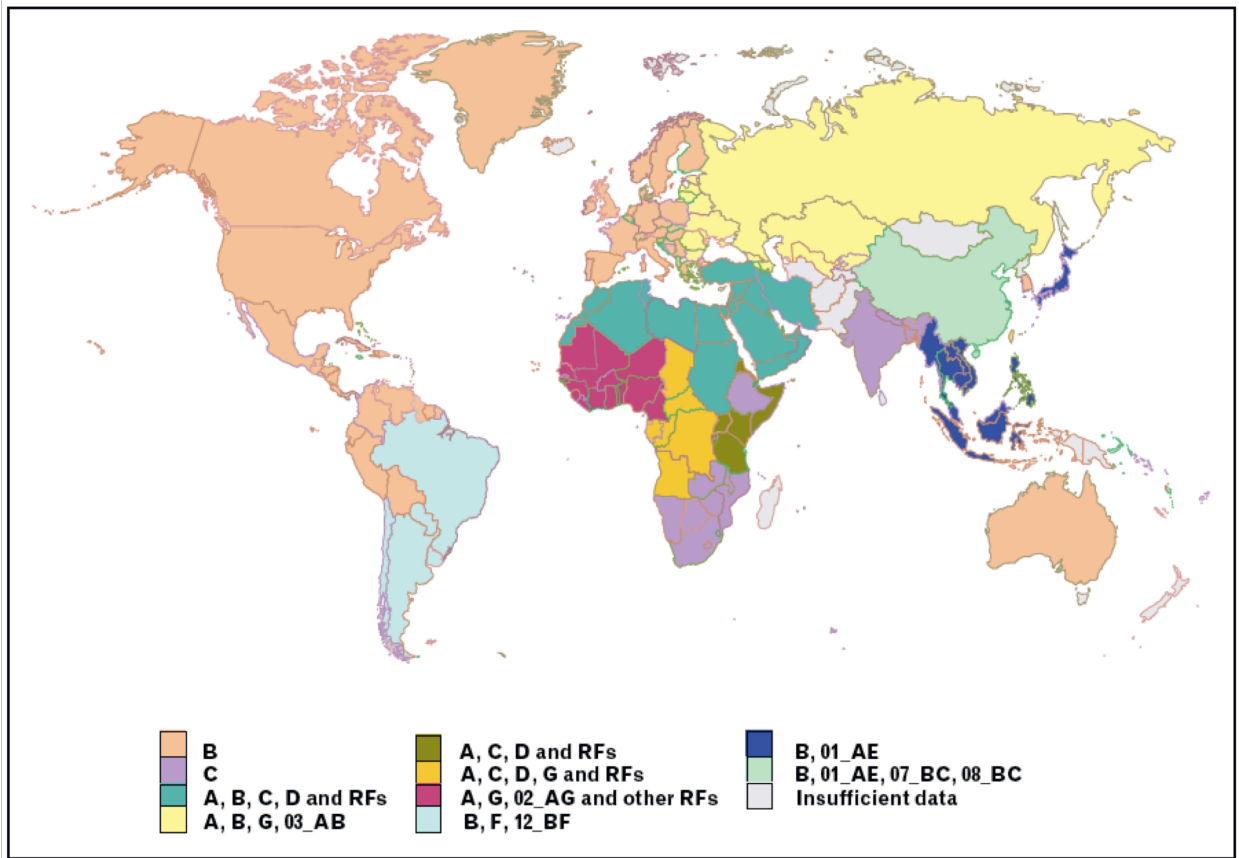 B
C
A, B, C, D and RFs
A, B, G, 03_AB
A, C, D and RFs
A, C, D, G and RFs
A, G, 02_AG and other RFs
B, F, 12_BF
B, 01_AE
B, 01_AE, 07_BC, 08_BC
Insufficient data